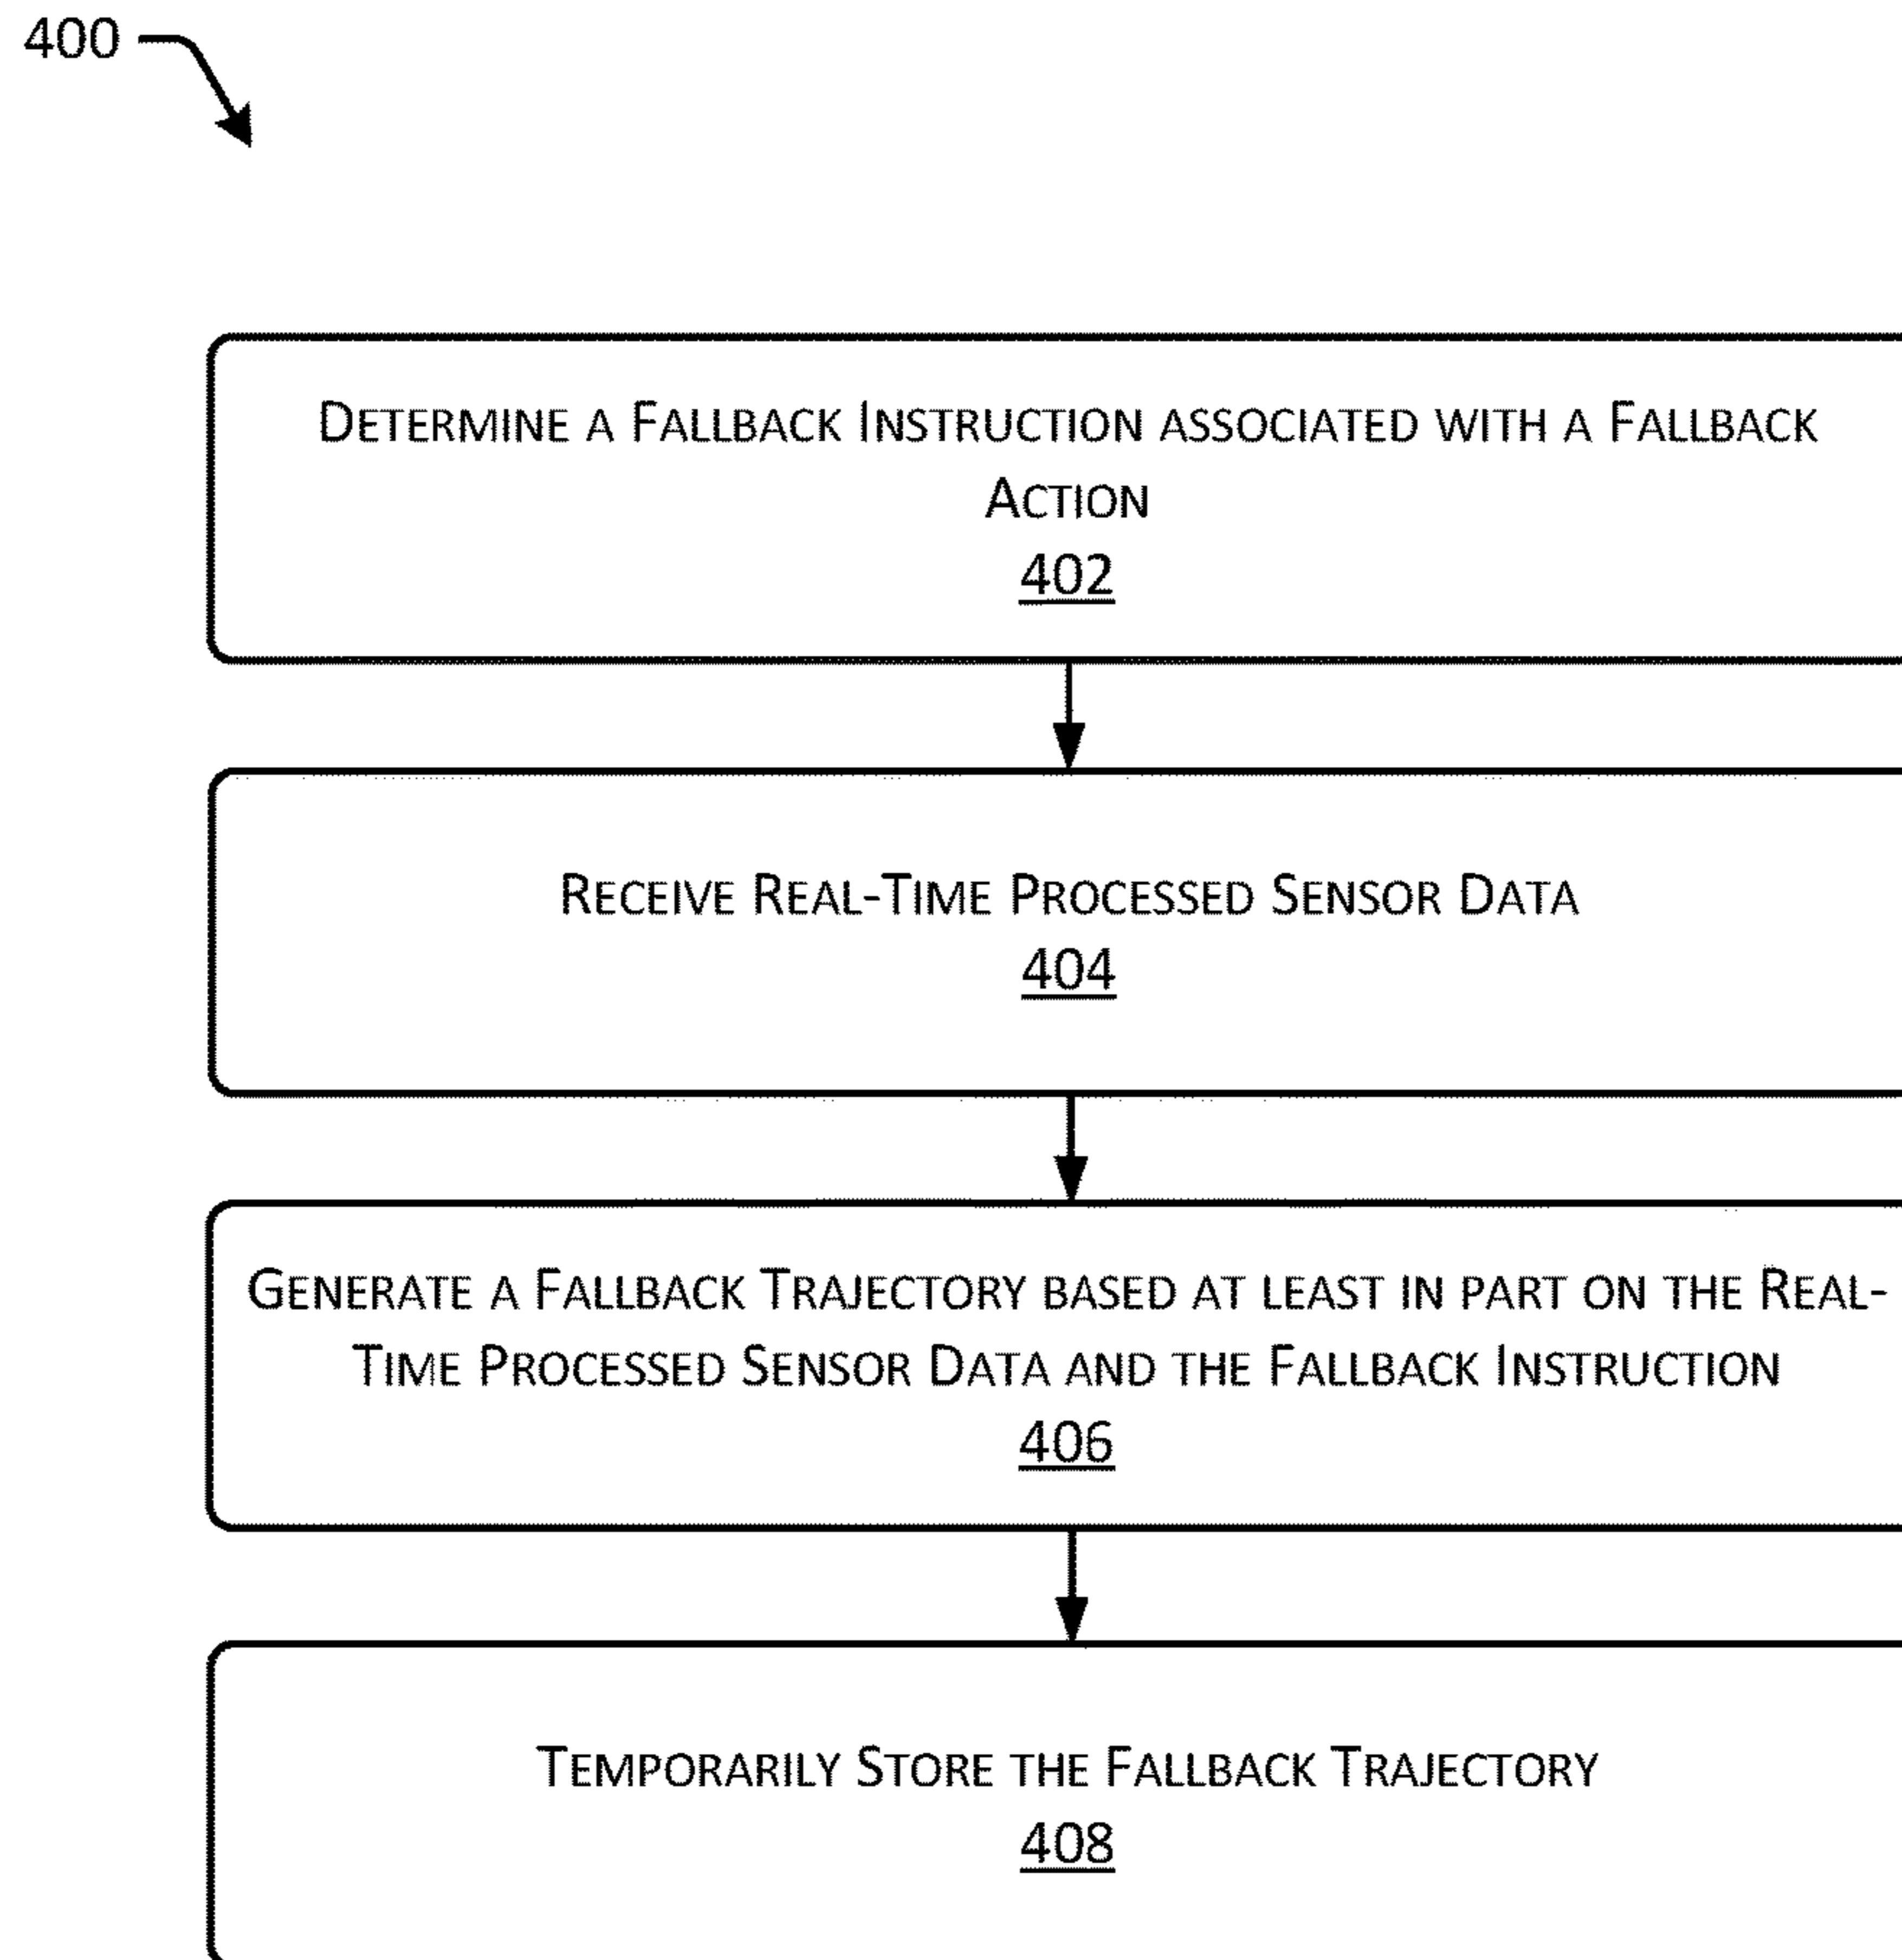 400
DETERMINE A FALLBACK INSTRUCTION ASSOCIATED WITH A FALLBACK
ACTION
402
RECEIVE REAL-TIME PROCESSED SENSOR DATA
404
GENERATE A FALLBACK TRAJECTORY BASED AT LEAST IN PART ON THE REAL-
TIME PROCESSED SENSOR DATA AND THE FALLBACK INSTRUCTION
406
TEMPORARILY STORE THE FALLBACK TRAJECTORY
408